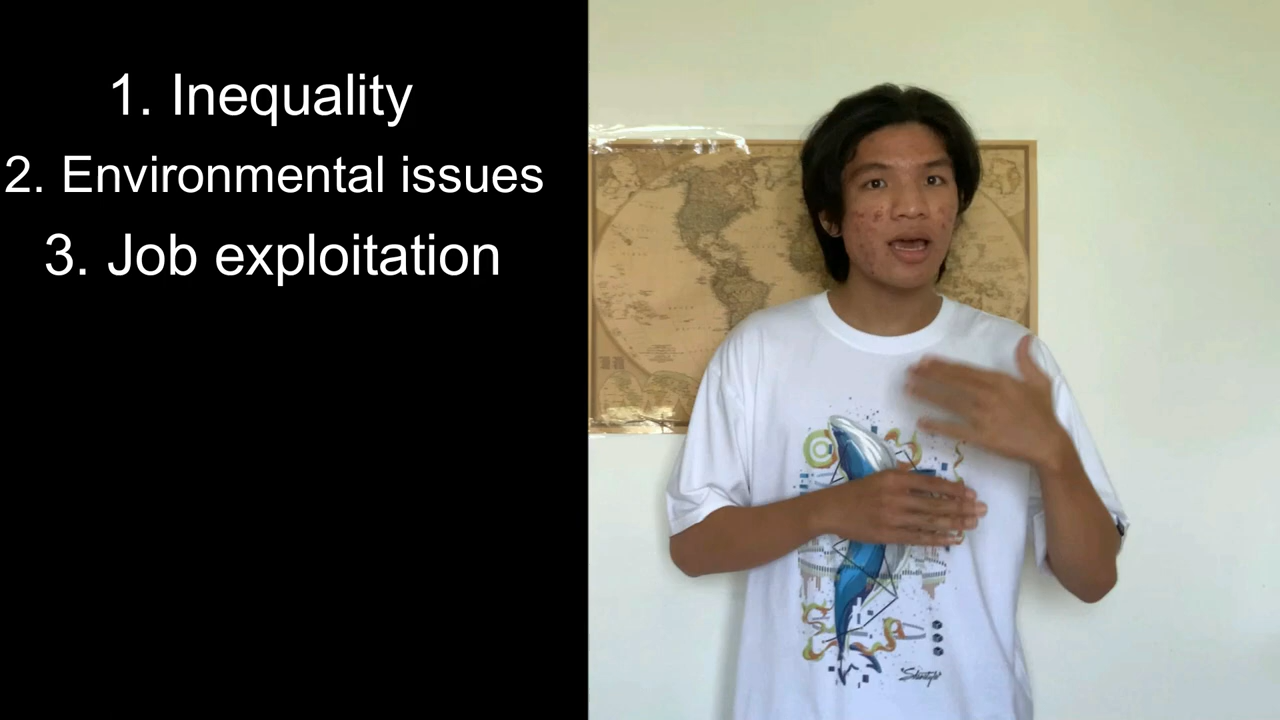 1. Inequality
2. Environmental issues
3. Job exploitation